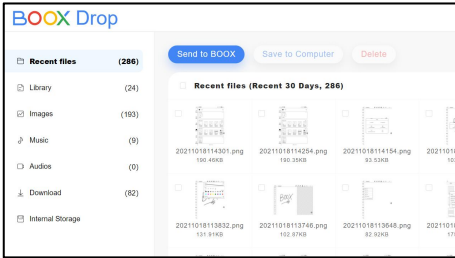 BOOX Drop
Send to BOOX Save to Computer Delete
Recent files (286)
Library (24)
Images (193)
Music (9)
Audios (0)
Download (82)
Internal Storage
Recent files (Recent 30 Days, 286)
20211018114301.png 20211018114254.png 20211018114154.png
190.46KB 190.35KB 93.53KB
20211018113832.png 20211018113746.png 20211018113648.png
131.91KB 102.87KB 82.92KB